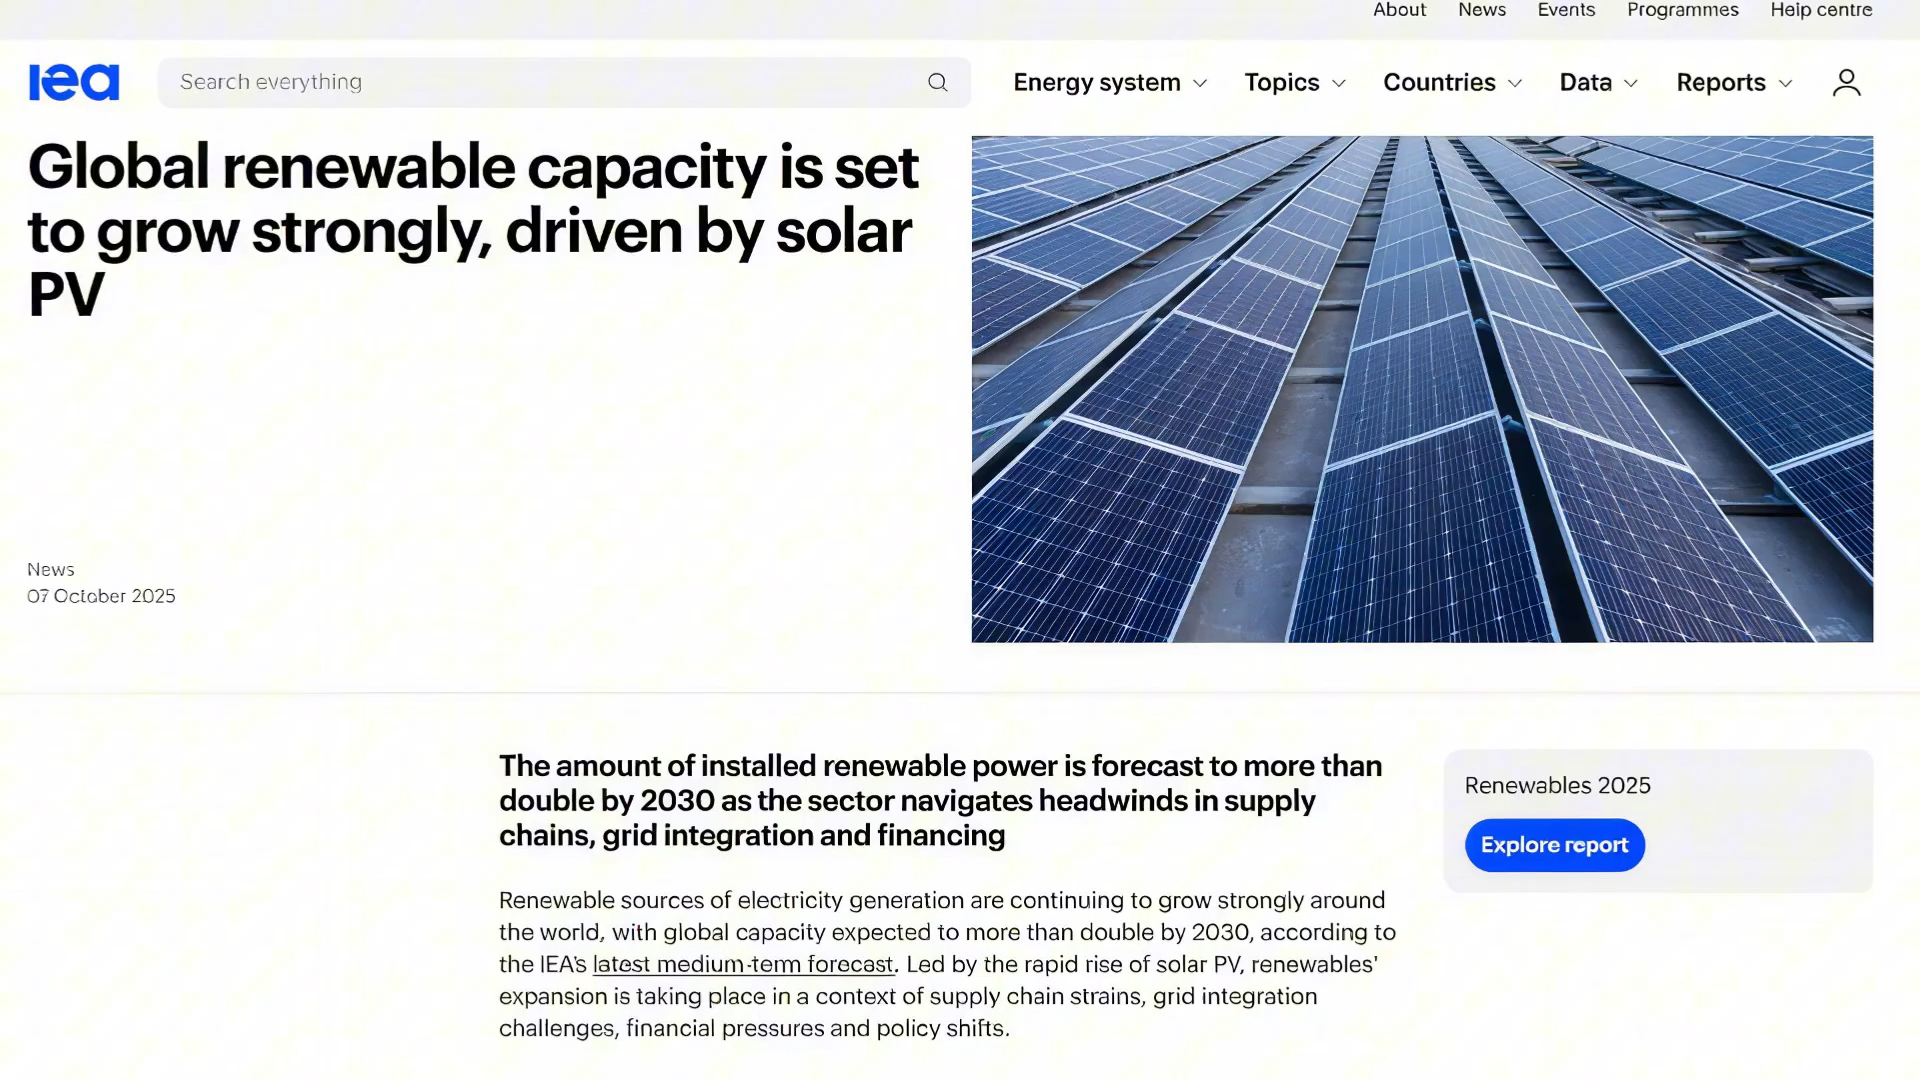 About News Events Programmes Help centre
iea
Search everything
Energy system Topics Countries Data Reports
Global renewable capacity is set
to grow strongly, driven by solar
PV
News
07 October 2025
The amount of installed renewable power is forecast to more than
double by 2030 as the sector navigates headwinds in supply
chains, grid integration and financing
Renewable sources of electricity generation are continuing to grow strongly around
the world, with global capacity expected to more than double by 2030, according to
the IEA's latest medium-term forecast. Led by the rapid rise of solar PV, renewables'
expansion is taking place in a context of supply chain strains, grid integration
challenges, financial pressures and policy shifts.
Renewables 2025
Explore report